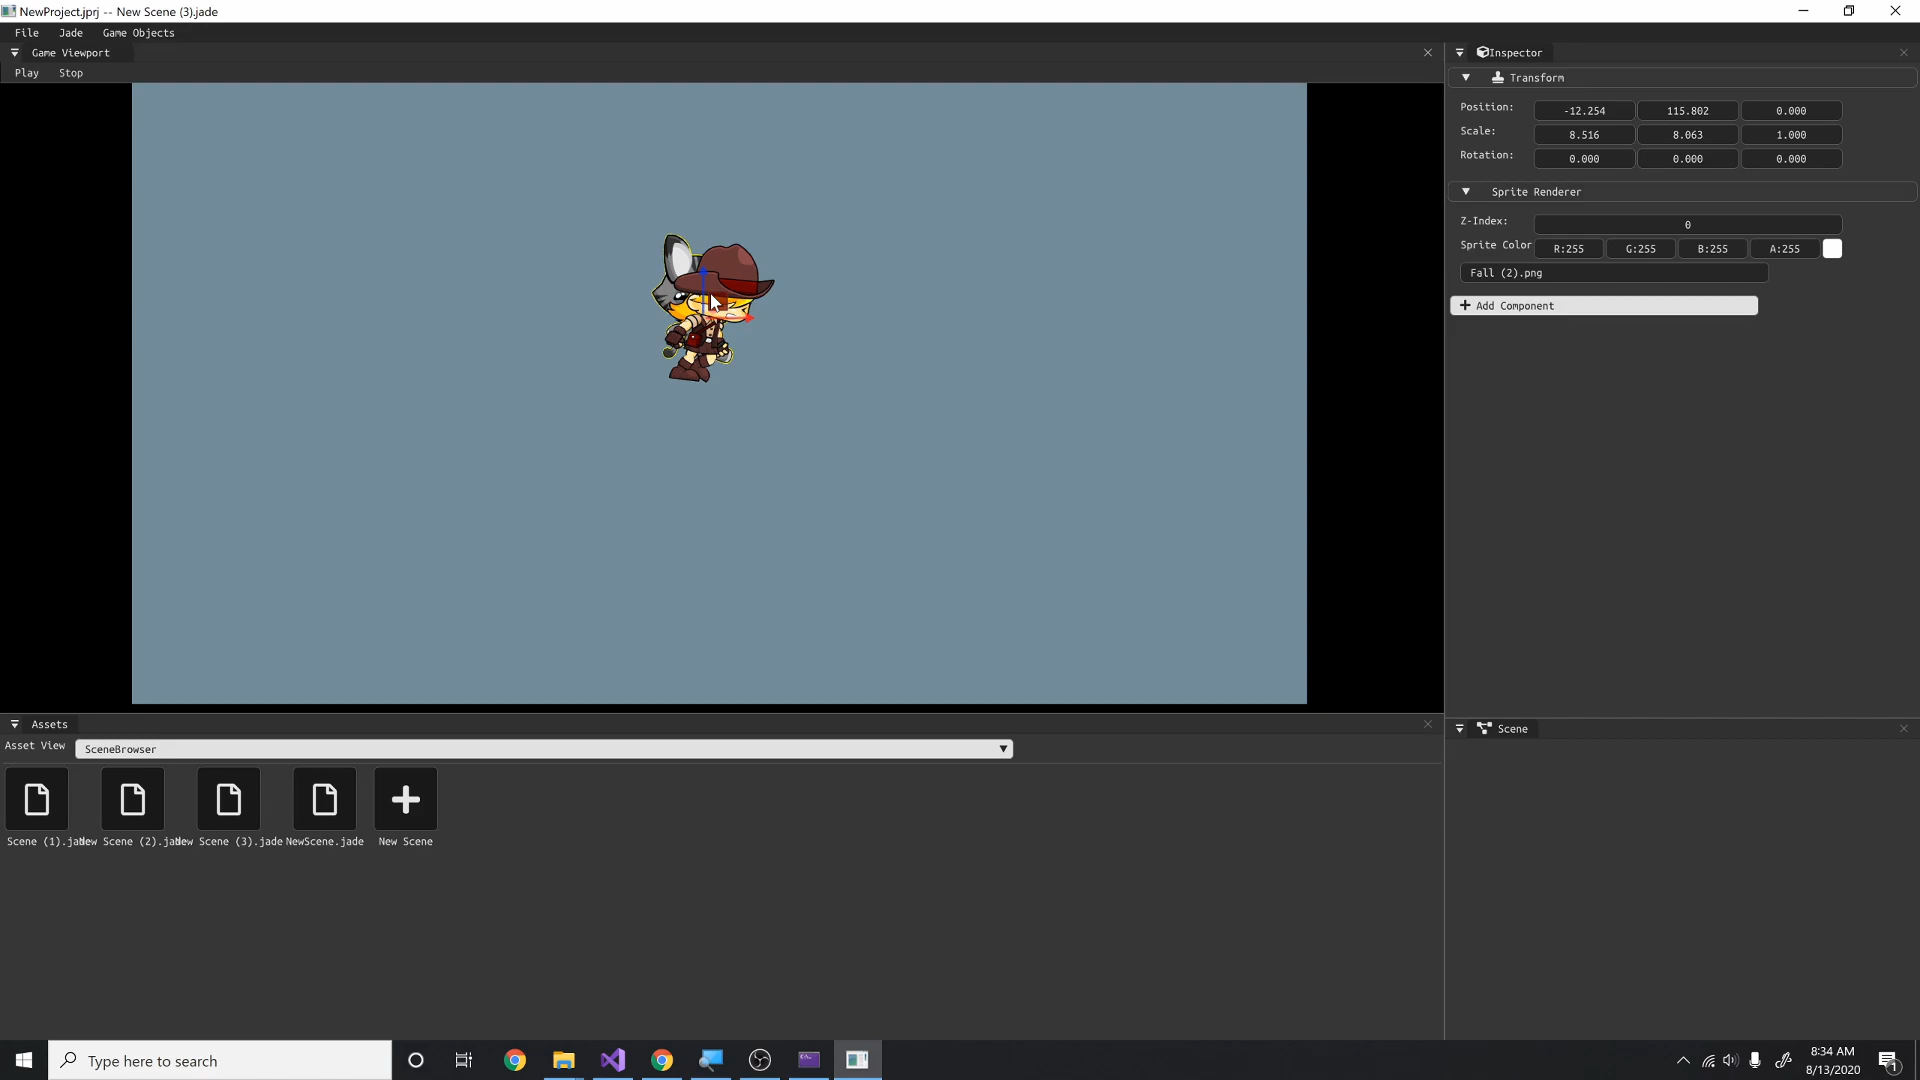 NewProject.jprj -- New Scene (3).jade
File Jade Game Objects
Game Viewport
Play Stop
Inspector
Transform
Position: -12.254 115.802 0.000
Scale: 8.516 8.063 1.000
Rotation: 0.000 0.000 0.000
Sprite Renderer
Z-Index: 0
Sprite Color R:255 G:255 B:255 A:255
Fall (2).png
Add Component
Assets
Asset View SceneBrowser
Scene (1).jade New Scene (2).jade New Scene (3).jade NewScene.jade New Scene
Scene
Type here to search
8:34 AM
8/13/2020
1